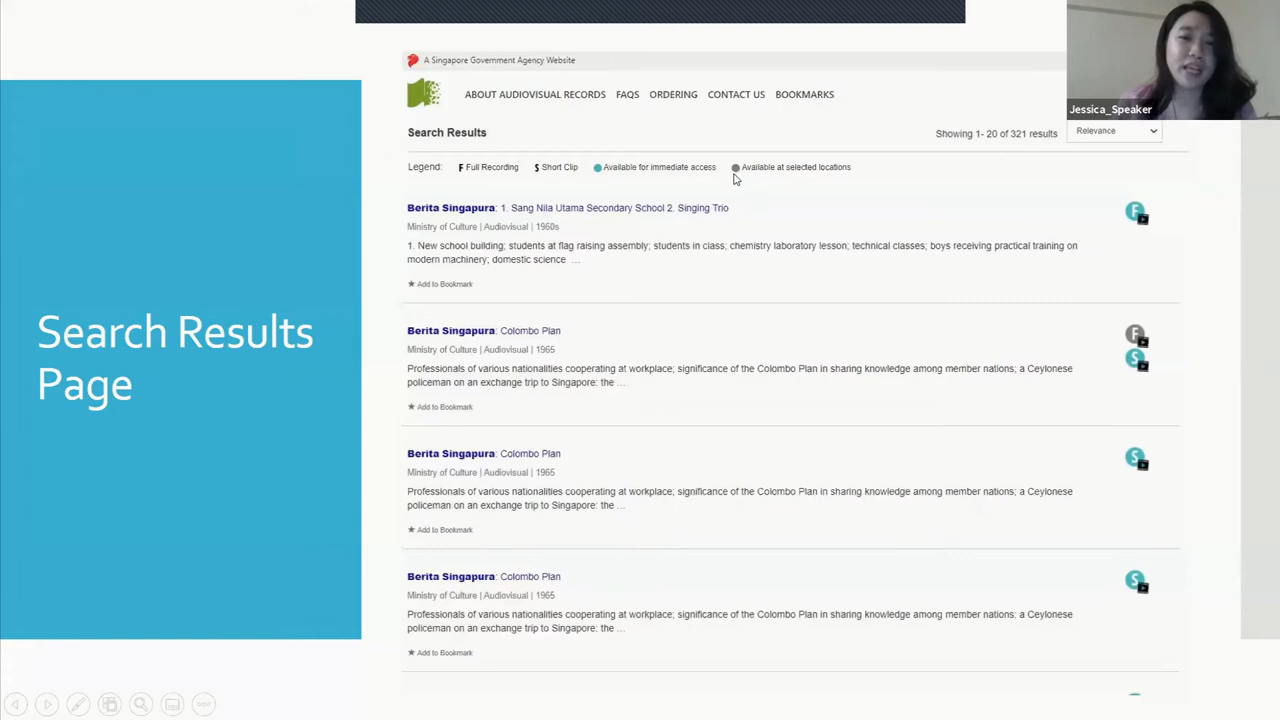 A Singapore Government Agency Website
ABOUT AUDIOVISUAL RECORDS FAQS ORDERING CONTACT US BOOKMARKS
Jessica_Speaker
Search Results
Showing 1- 20 of 321 results
Relevance
Legend: F Full Recording S Short Clip Available for immediate access Available at selected locations
Berita Singapura: 1. Sang Nila Utama Secondary School 2. Singing Trio
F
Ministry of Culture | Audiovisual | 1960s
1. New school building; students at flag raising assembly; students in class; chemistry laboratory lesson; technical classes; boys receiving practical training on
modern machinery; domestic science ...
★ Add to Bookmark
Search Results
Page
Berita Singapura: Colombo Plan
F
Ministry of Culture | Audiovisual | 1965
S
Professionals of various nationalities cooperating at workplace; significance of the Colombo Plan in sharing knowledge among member nations; a Ceylonese
policeman on an exchange trip to Singapore: the ...
★ Add to Bookmark
Berita Singapura: Colombo Plan
S
Ministry of Culture | Audiovisual | 1965
Professionals of various nationalities cooperating at workplace; significance of the Colombo Plan in sharing knowledge among member nations; a Ceylonese
policeman on an exchange trip to Singapore: the ...
★ Add to Bookmark
Berita Singapura: Colombo Plan
S
Ministry of Culture | Audiovisual | 1965
Professionals of various nationalities cooperating at workplace; significance of the Colombo Plan in sharing knowledge among member nations; a Ceylonese
policeman on an exchange trip to Singapore: the ...
★ Add to Bookmark